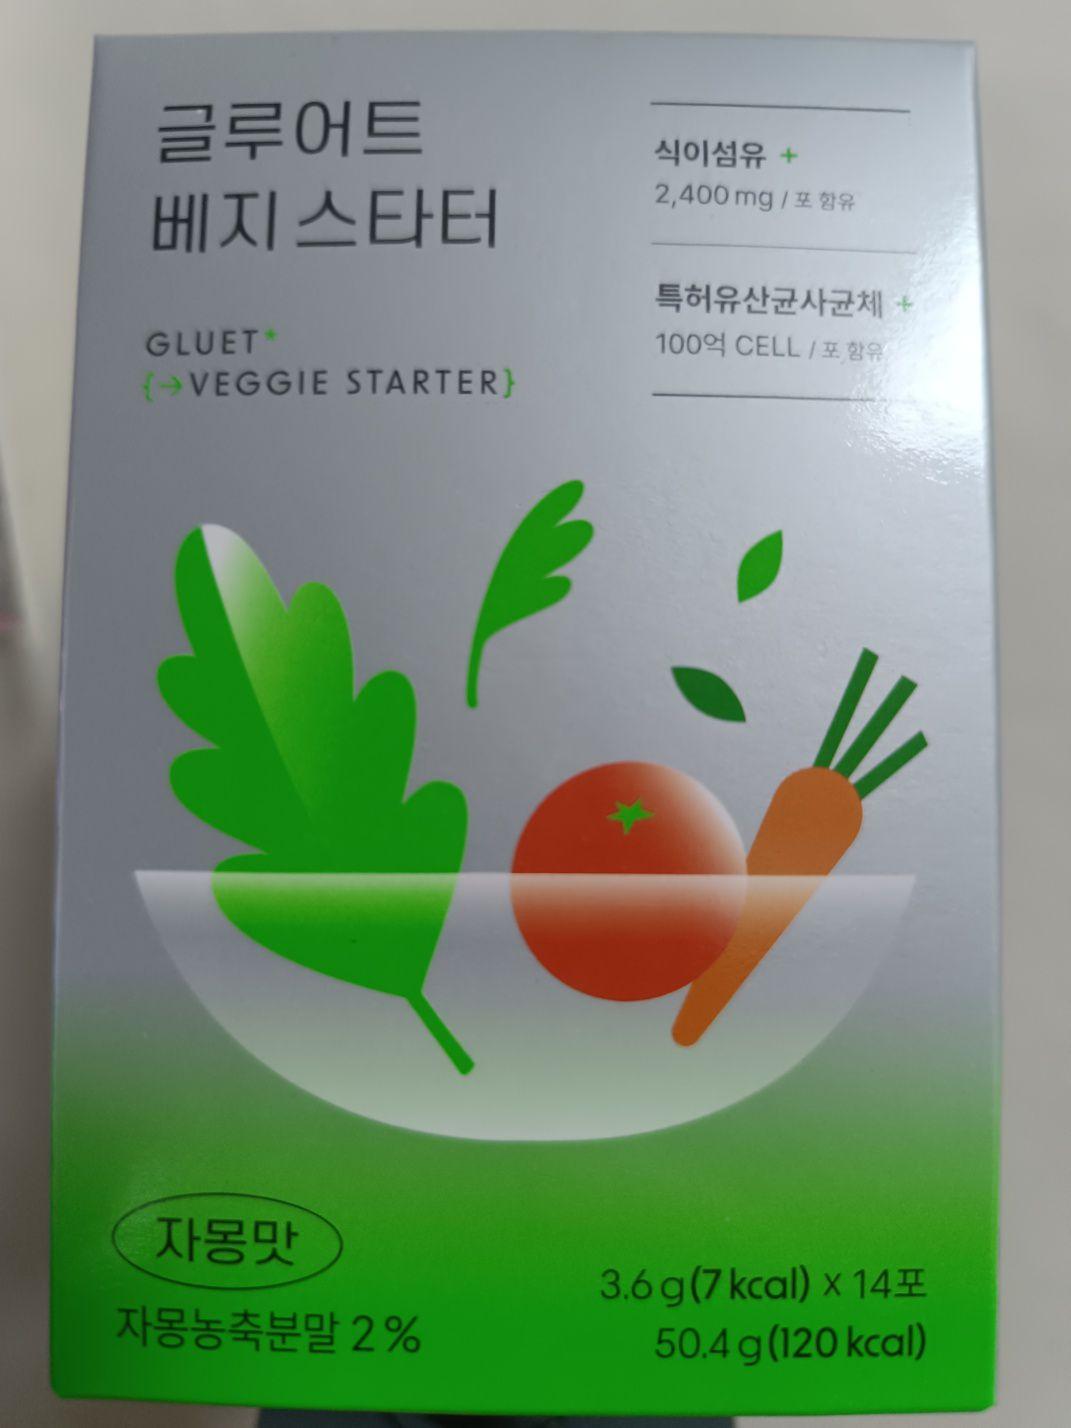 글루어트
베지 스타터
GLUET*
{→VEGGIE STARTER}
식이섬유 +
2,400 mg / 포 함유
특허유산균사균체 +
100억 CELL / 포 함유
자몽맛
자몽농축분말 2%
3.6 g (7 kcal) X 14포
50.4 g (120 kcal)